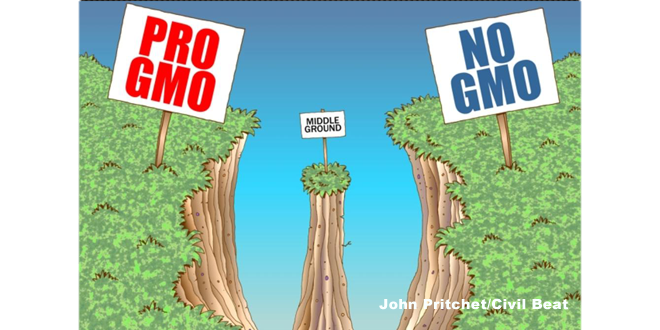 PRO
GMO
NO
GMO
MIDDLE
GROUND
John Pritchet/Civil Beat